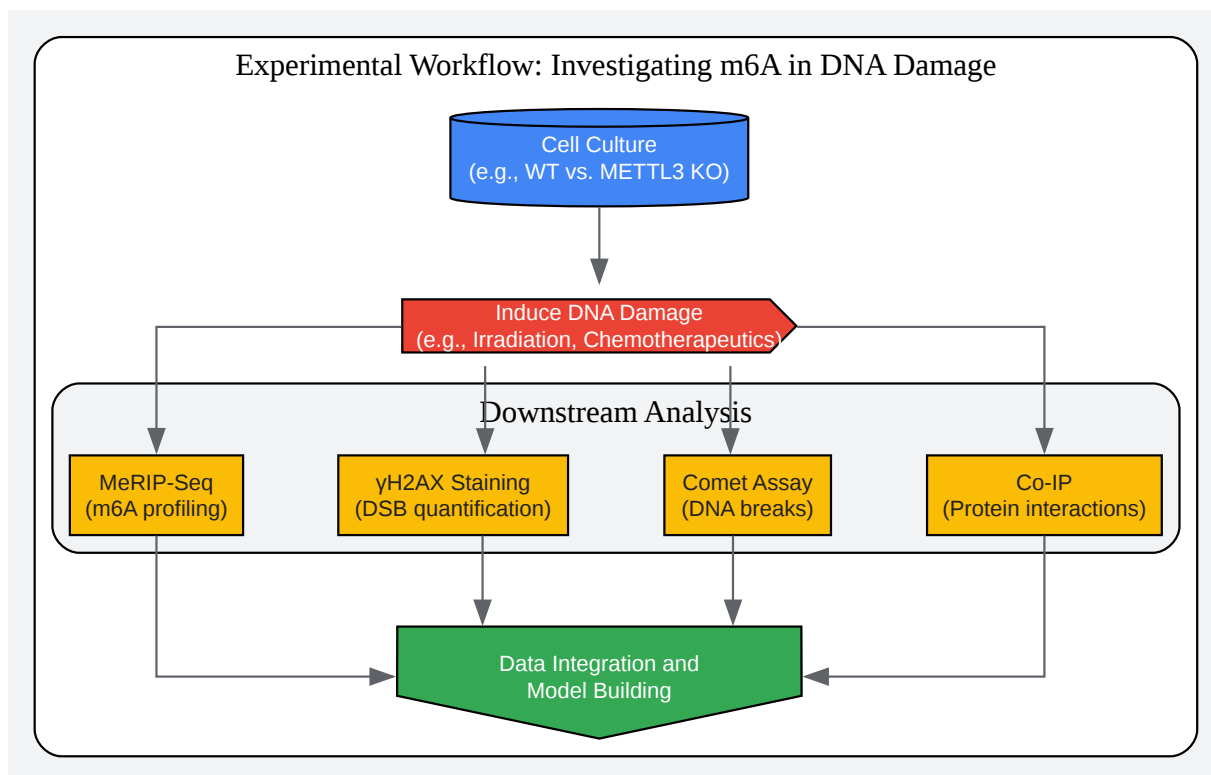 Experimental Workflow: Investigating m6A in DNA Damage
Cell Culture
(e.g., WT vs. METTL3 KO)
Induce DNA Damage
(e.g., Irradiation, Chemotherapeutics)
Downstream Analysis
MeRIP-Seq
(m6A profiling)
γH2AX Staining
(DSB quantification)
Comet Assay
(DNA breaks)
Co-IP
(Protein interactions)
Data Integration and
Model Building